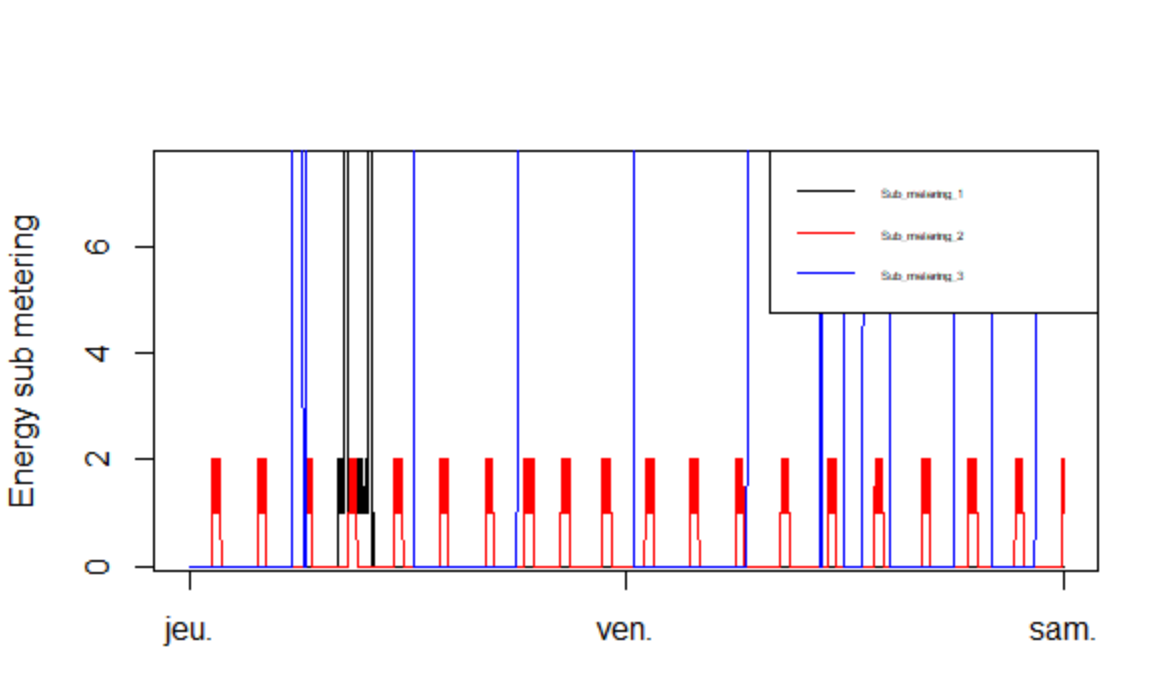 Energy sub metering
6
4
2
0
Sub_metering_1
Sub_metering_2
Sub_metering_3
jeu. ven. sam.